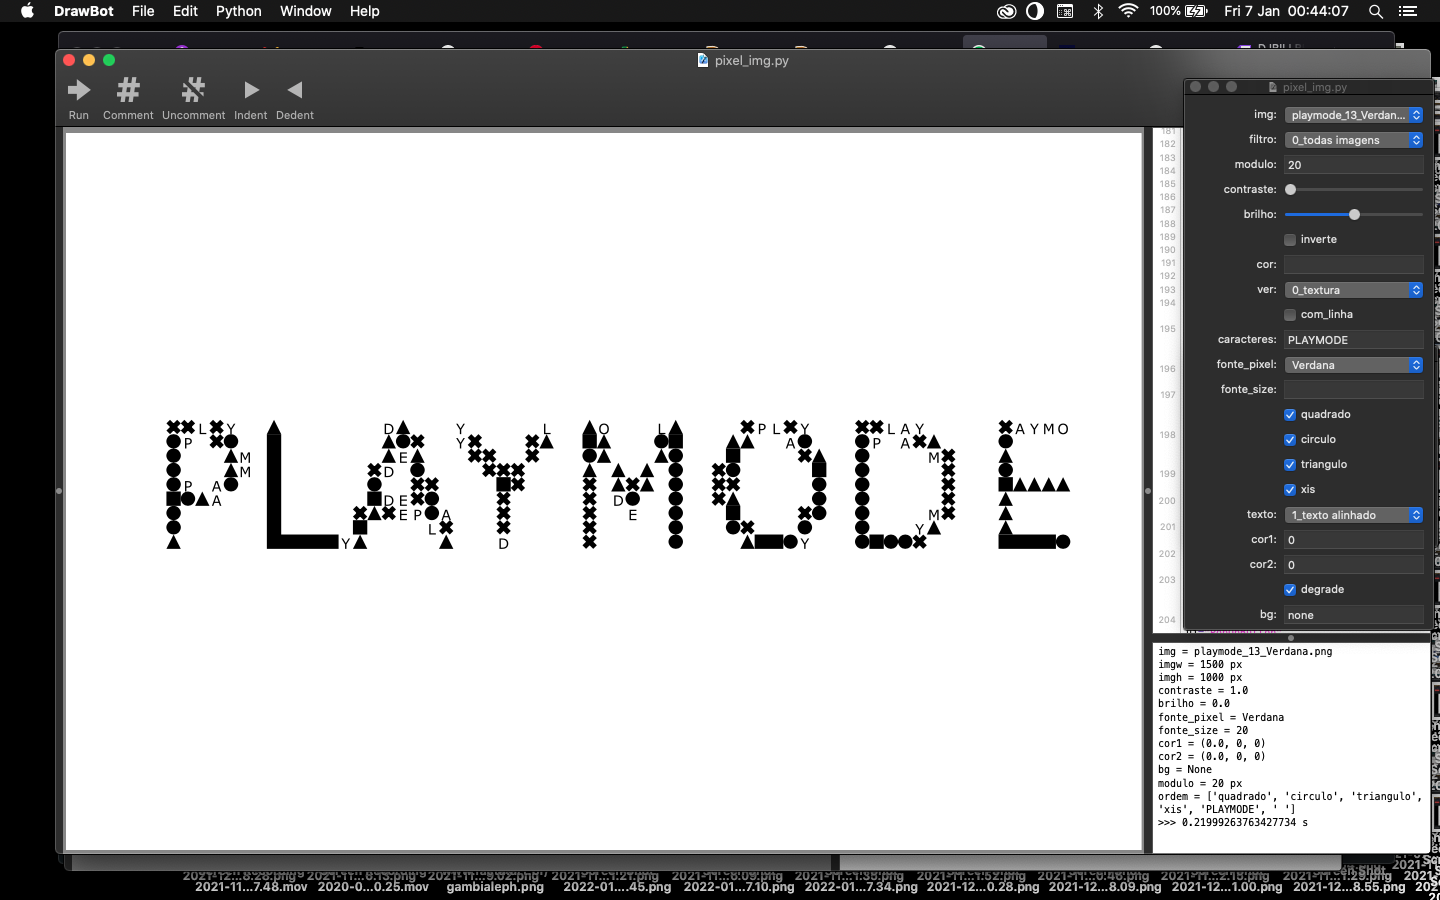 DrawBot File Edit Python Window Help 100% Fri 7 Jan 00:44:07
pixel_img.py
Run Comment Uncomment Indent Dedent
PLAYMODE
pixel_img.py
img: playmode_13_Verdan...
filtro: 0_todas imagens
modulo: 20
contraste:
brilho:
inverte
cor:
ver: 0_textura
com_linha
caracteres: PLAYMODE
fonte_pixel: Verdana
fonte_size:
quadrado
circulo
triangulo
xis
texto: 1_texto alinhado
cor1: 0
cor2: 0
degrade
bg: none
181
182
183
184
185
186
187
188
189
190
191
192
193
194
195
196
197
198
199
200
201
202
203
204
img = playmode_13_Verdana.png
imgw = 1500 px
imgh = 1000 px
contraste = 1.0
brilho = 0.0
fonte_pixel = Verdana
fonte_size = 20
cor1 = (0.0, 0, 0)
cor2 = (0.0, 0, 0)
bg = None
modulo = 20 px
ordem = ['quadrado', 'circulo', 'triangulo',
'xis', 'PLAYMODE', ' ']
>>> 0.21999263763427734 s
2021-11...7.48.mov 2020-0...0.25.mov gambialeph.png 2022-01...45.png 2022-01...7.10.png 2022-01...7.34.png 2021-12...0.28.png 2021-12...8.09.png 2021-12...1.00.png 2021-12...8.55.png